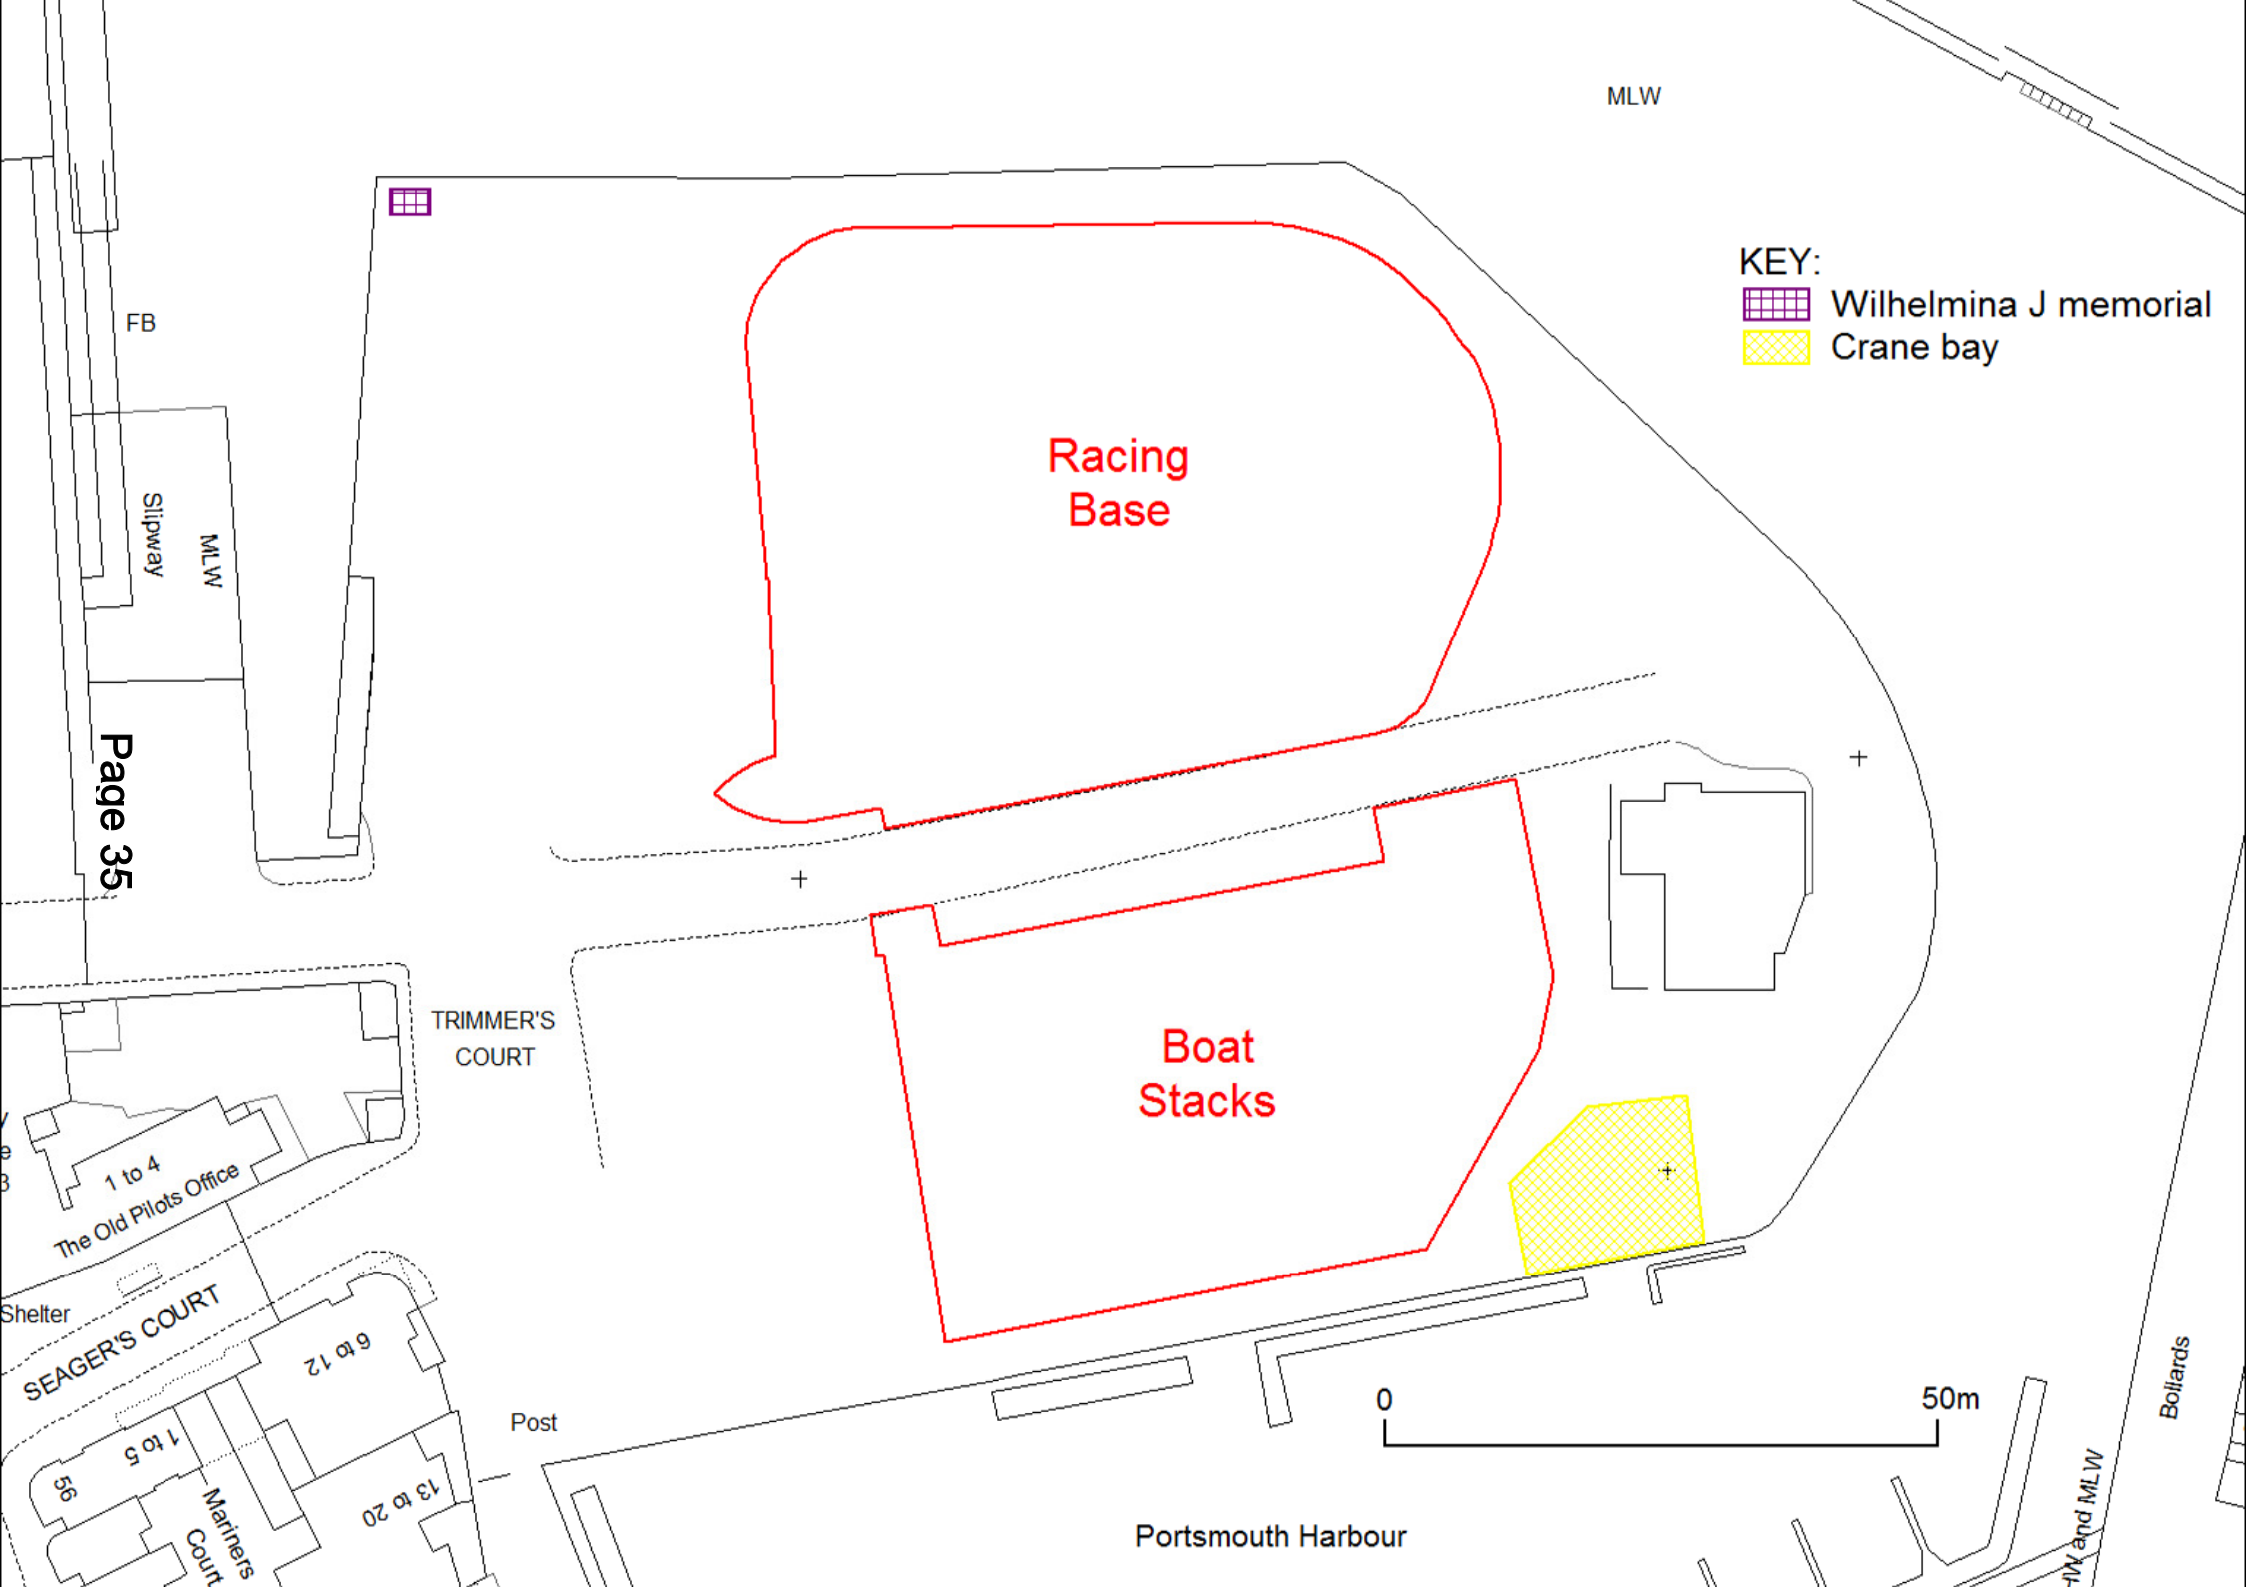 MLW
KEY:
Wilhelmina J memorial
Crane bay
FB
Racing
Base
Slipway
MLW
Page 35
TRIMMER'S
COURT
Boat
Stacks
1 to 4
The Old Pilots Office
Shelter
SEAGER'S COURT
6 to 12
1 to 5
56
13 to 20
Mariners
Court
Post
0
50m
Bollards
Portsmouth Harbour
HW and MLW